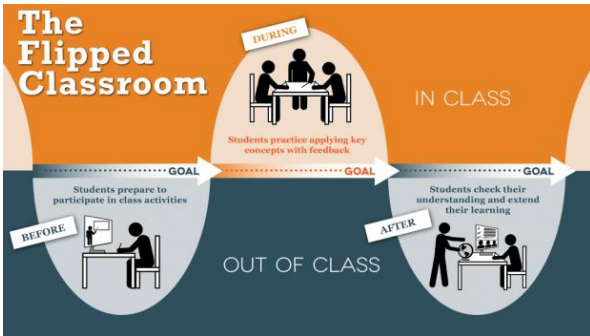 The
Flipped
Classroom
DURING
IN CLASS
Students practice applying key
concepts with feedback
GOAL
GOAL
GOAL
Students prepare to
participate in class activities
BEFORE
OUT OF CLASS
Students check their
understanding and extend
their learning
AFTER